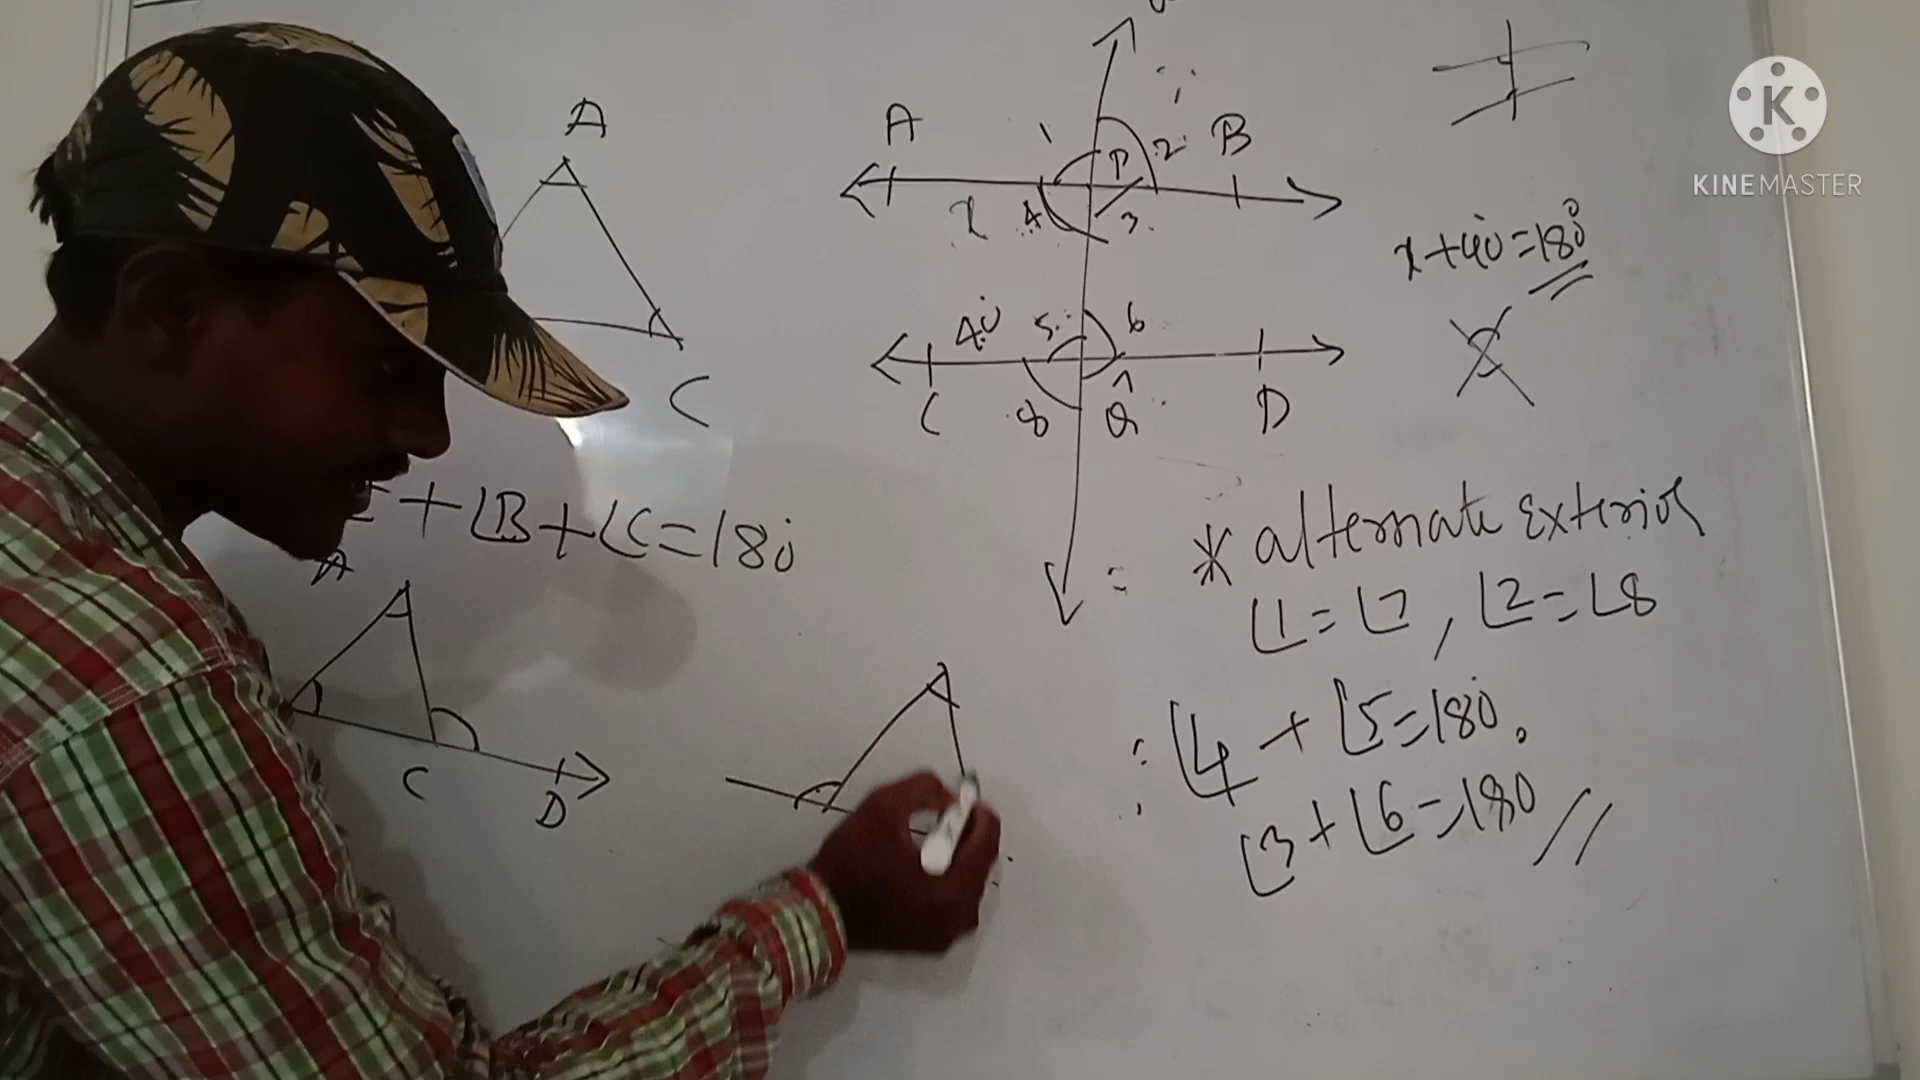 A
C
+ ∠B + ∠C = 180
A
C
D
A
1
P
2
B
x
4
3
40
5
6
C
8
7
Q
D
x + 40 = 180°
* alternate exterior
∠1 = ∠7, ∠2 = ∠8
∴ ∠4 + ∠5 = 180.
∠3 + ∠6 = 180 //
KINEMASTER